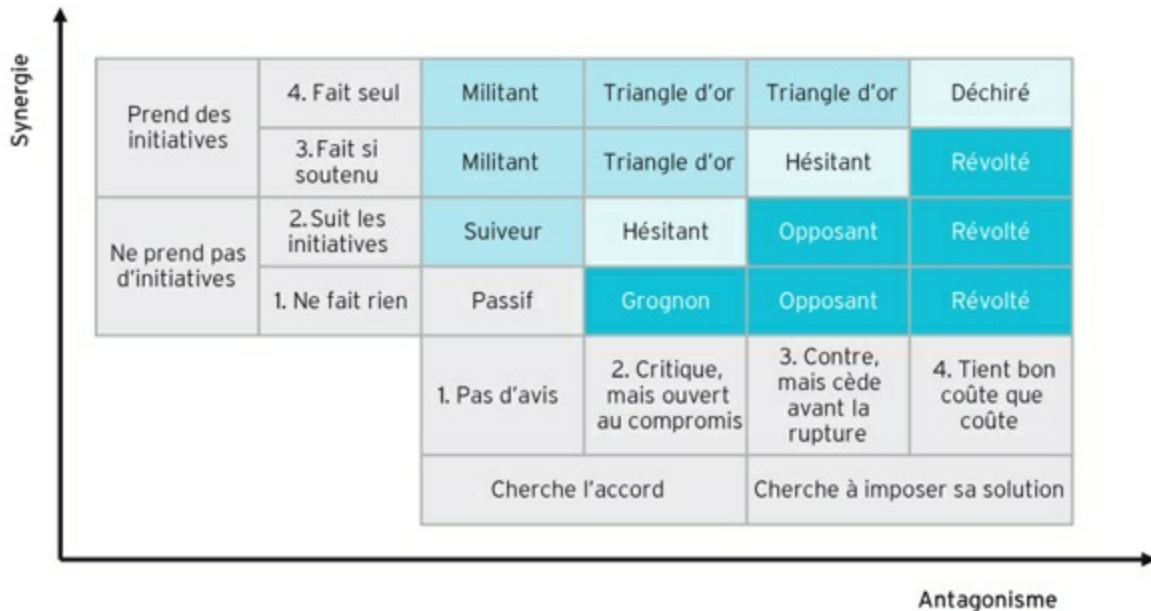 Synergie
Prend des
initiatives
4. Fait seul
Militant
Triangle d'or
Triangle d'or
Déchiré
3. Fait si
soutenu
Militant
Triangle d'or
Hésitant
Révolté
Ne prend pas
d'initiatives
2. Suit les
initiatives
Suiveur
Hésitant
Opposant
Révolté
1. Ne fait rien
Passif
Grognon
Opposant
Révolté
1. Pas d'avis
2. Critique,
mais ouvert
au compromis
3. Contre,
mais cède
avant la
rupture
4. Tient bon
coûte que
coûte
Cherche l'accord
Cherche à imposer sa solution
Antagonisme